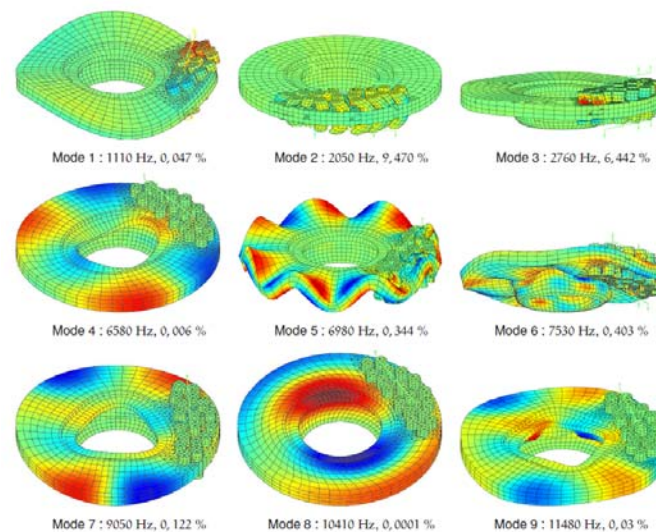 Mode 1 : 1110 Hz, 0,047 %
Mode 2 : 2050 Hz, 9,470 %
Mode 3 : 2760 Hz, 6,442 %
Mode 4 : 6580 Hz, 0,006 %
Mode 5 : 6980 Hz, 0,344 %
Mode 6 : 7530 Hz, 0,403 %
Mode 7 : 9050 Hz, 0,122 %
Mode 8 : 10410 Hz, 0,0001 %
Mode 9 : 11480 Hz, 0,03 %